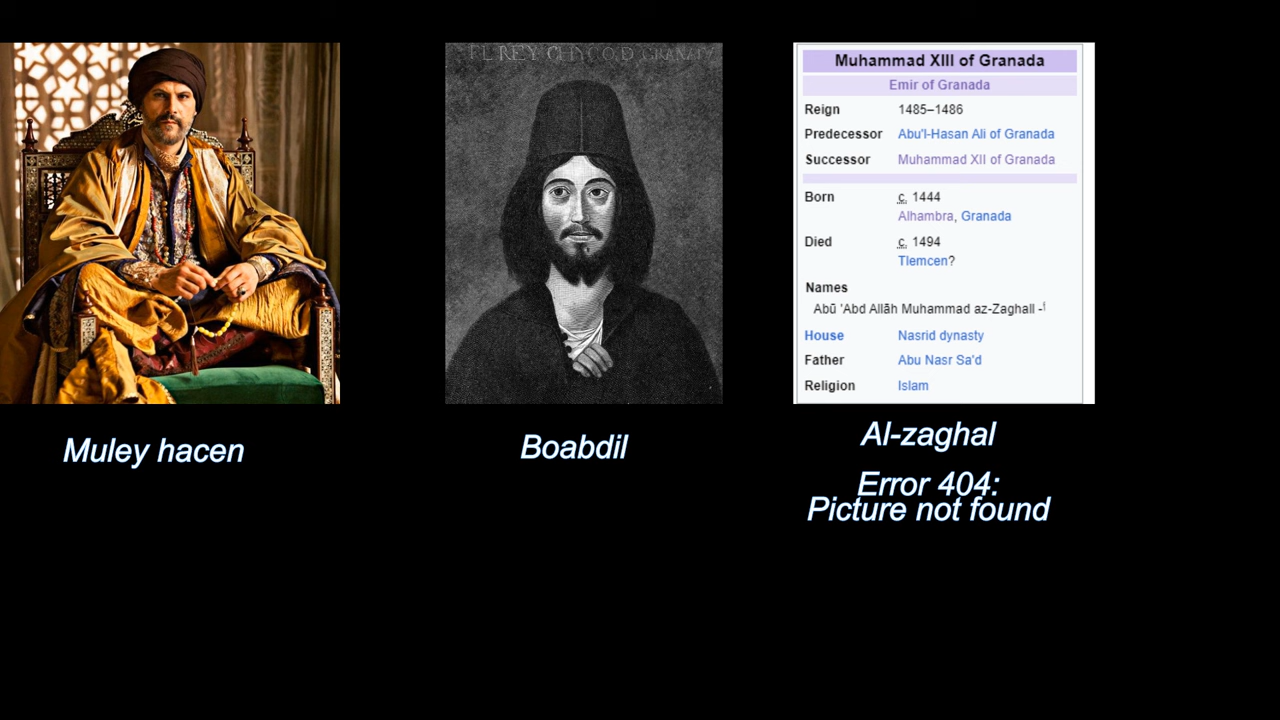 EL REY CHYCO, D GRANADA
Muhammad XIII of Granada
Emir of Granada
Reign 1485–1486
Predecessor Abu'l-Hasan Ali of Granada
Successor Muhammad XII of Granada
Born c. 1444
Alhambra, Granada
Died c. 1494
Tlemcen?
Names
Abū 'Abd Allāh Muhammad az-Zaghall -
House Nasrid dynasty
Father Abu Nasr Sa'd
Religion Islam
Muley hacen
Boabdil
Al-zaghal
Error 404:
Picture not found